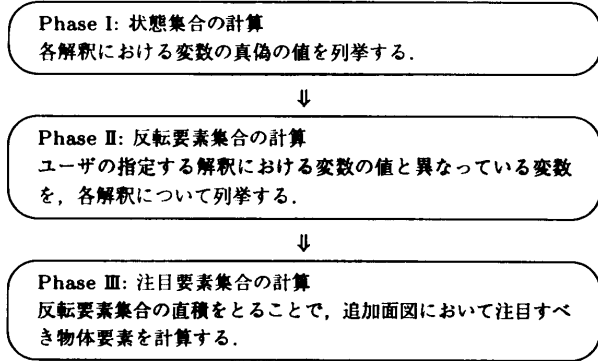 Phase Ⅰ: 状態集合の計算
各解釈における変数の真偽の値を列挙する.
⇓
Phase Ⅱ: 反転要素集合の計算
ユーザの指定する解釈における変数の値と異なっている変数
を, 各解釈について列挙する.
⇓
Phase Ⅲ: 注目要素集合の計算
反転要素集合の直積をとることで, 追加面図において注目すべ
き物体要素を計算する.